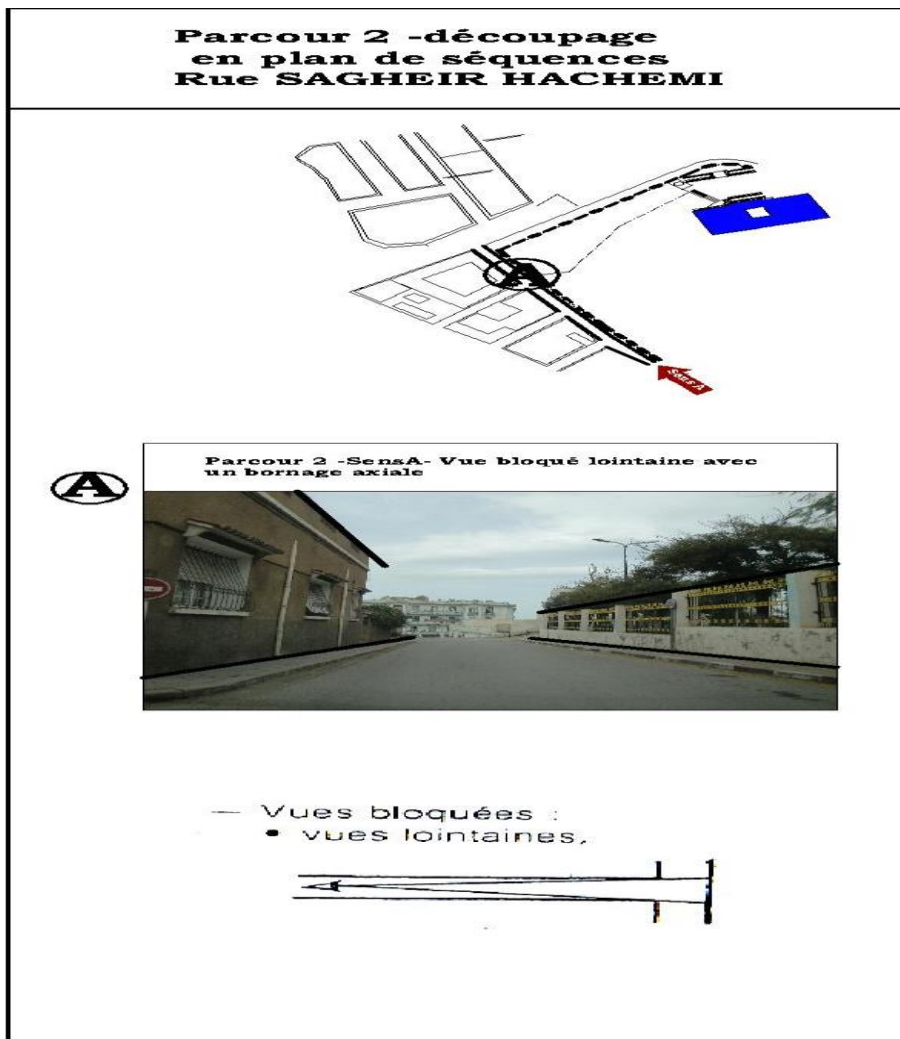 Parcour 2 -découpage
en plan de séquences
Rue SAGHEIR HACHEMI
Sens A
A
Parcour 2 -SensA- Vue bloqué lointaine avec
un bornage axiale
— Vues bloquées :
• vues lointaines,